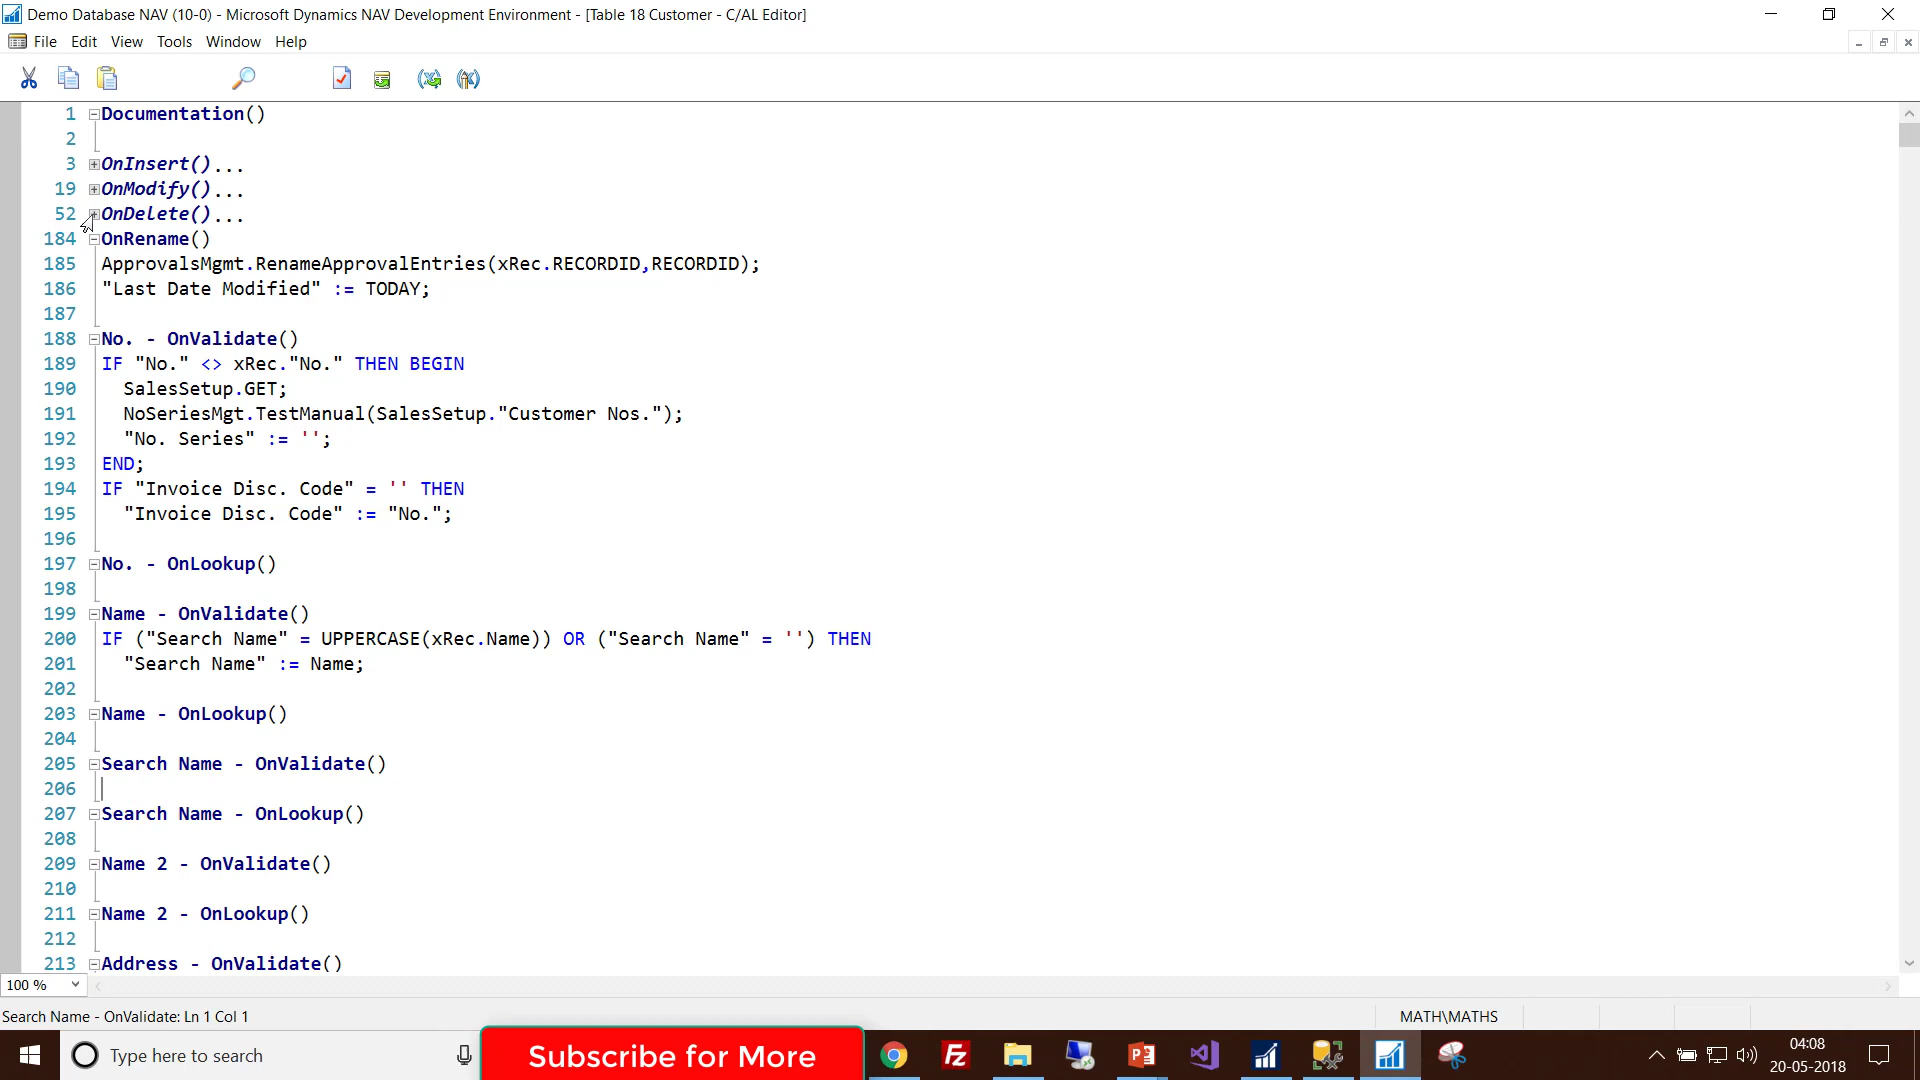 Demo Database NAV (10-0) - Microsoft Dynamics NAV Development Environment - [Table 18 Customer - C/AL Editor]
File Edit View Tools Window Help
1 Documentation()
2
3 OnInsert()...
19 OnModify()...
52 OnDelete()...
184 OnRename()
185 ApprovalsMgmt.RenameApprovalEntries(xRec.RECORDID,RECORDID);
186 "Last Date Modified" := TODAY;
187
188 No. - OnValidate()
189 IF "No." <> xRec."No." THEN BEGIN
190 SalesSetup.GET;
191 NoSeriesMgt.TestManual(SalesSetup."Customer Nos.");
192 "No. Series" := '';
193 END;
194 IF "Invoice Disc. Code" = '' THEN
195 "Invoice Disc. Code" := "No.";
196
197 No. - OnLookup()
198
199 Name - OnValidate()
200 IF ("Search Name" = UPPERCASE(xRec.Name)) OR ("Search Name" = '') THEN
201 "Search Name" := Name;
202
203 Name - OnLookup()
204
205 Search Name - OnValidate()
206
207 Search Name - OnLookup()
208
209 Name 2 - OnValidate()
210
211 Name 2 - OnLookup()
212
213 Address - OnValidate()
100 %
Search Name - OnValidate: Ln 1 Col 1 MATH\MATHS
Type here to search
Subscribe for More
04:08
20-05-2018